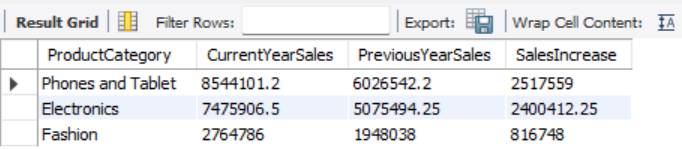 Result Grid Filter Rows: Export: Wrap Cell Content: IA
ProductCategory CurrentYearSales PreviousYearSales SalesIncrease
Phones and Tablet 8544101.2 6026542.2 2517559
Electronics 7475906.5 5075494.25 2400412.25
Fashion 2764786 1948038 816748